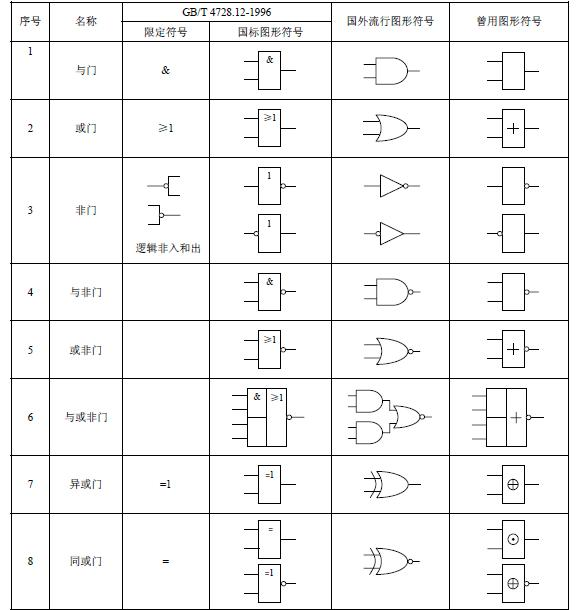 序号 名称 GB/T 4728.12-1996 国外流行图形符号 曾用图形符号
限定符号 国标图形符号
1 与门 & &
2 或门 ≥1 ≥1 +
3 非门 逻辑非入和出 1 1
4 与非门 &
5 或非门 ≥1 +
6 与或非门 & ≥1 +
7 异或门 =1 =1 ⊕
8 同或门 = = ⊙
=1 ⊕